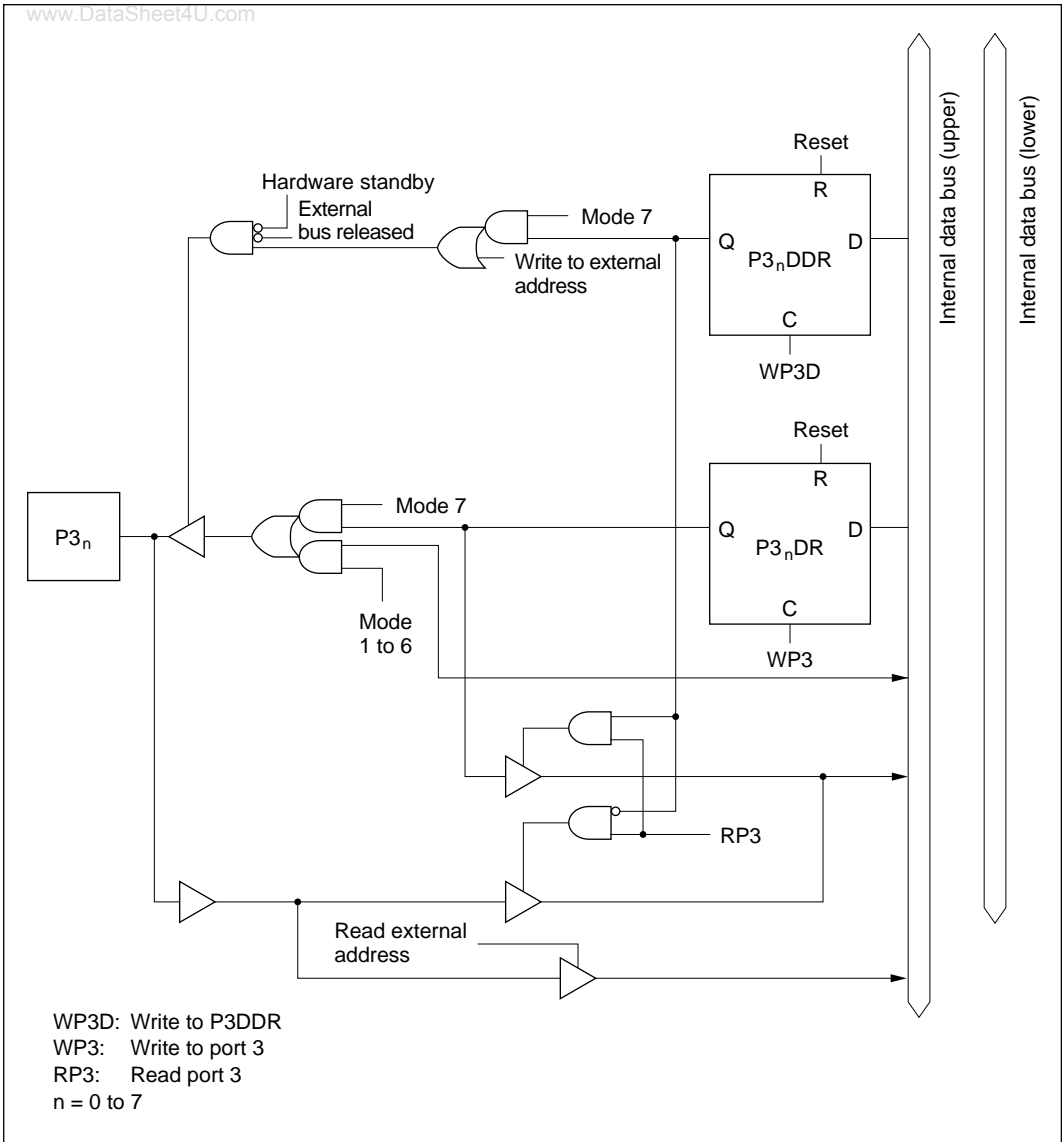 www.DataSheet4U.com
Reset
R
Hardware standby
External
bus released
Mode 7
Write to external
address
Q
P3nDDR
D
C
WP3D
Internal data bus (upper)
Internal data bus (lower)
Reset
R
P3n
Mode 7
Q
P3nDR
D
C
WP3
Mode
1 to 6
RP3
Read external
address
WP3D: Write to P3DDR
WP3: Write to port 3
RP3: Read port 3
n = 0 to 7